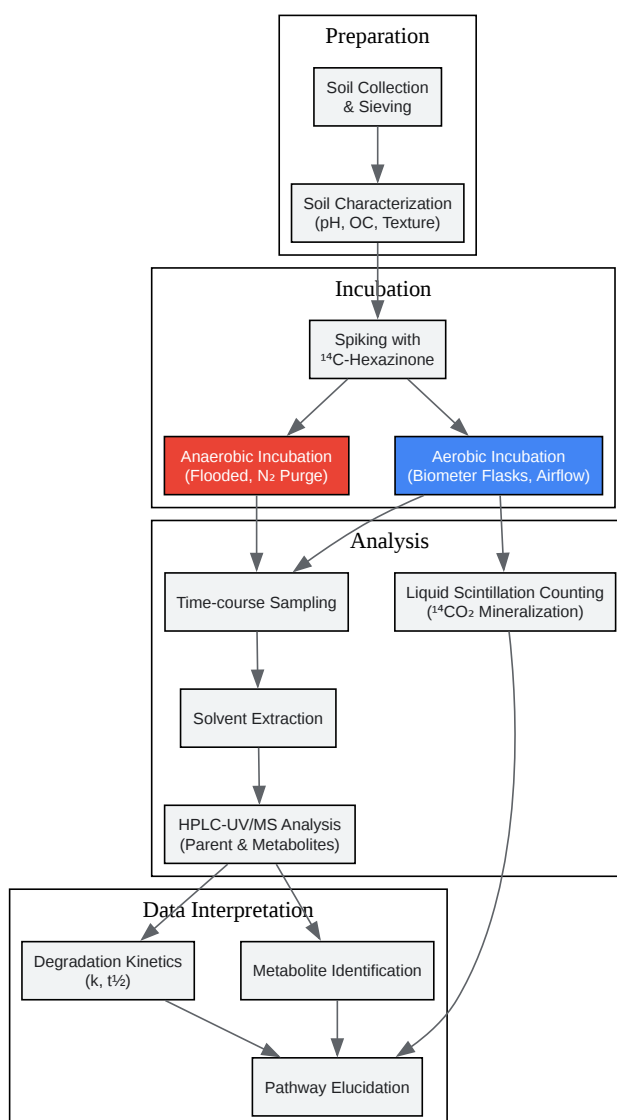 Preparation
Soil Collection
& Sieving
Soil Characterization
(pH, OC, Texture)
Incubation
Spiking with
¹⁴C-Hexazinone
Anaerobic Incubation
(Flooded, N₂ Purge)
Aerobic Incubation
(Biometer Flasks, Airflow)
Analysis
Time-course Sampling
Liquid Scintillation Counting
(¹⁴CO₂ Mineralization)
Solvent Extraction
HPLC-UV/MS Analysis
(Parent & Metabolites)
Data Interpretation
Degradation Kinetics
(k, t½)
Metabolite Identification
Pathway Elucidation